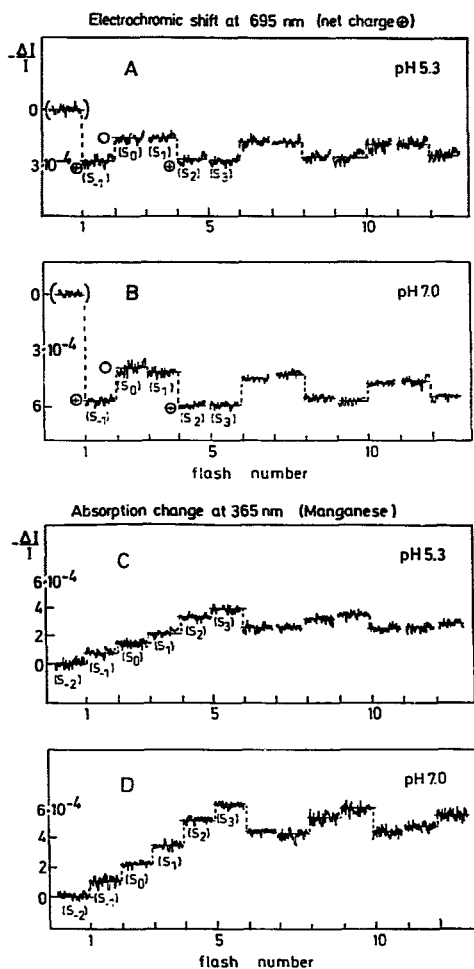 Electrochromic shift at 695 nm (net charge⊕)
-ΔI
I
A
pH 5.3
0
3·10⁻⁴
⊕
(S₋₁)
(S₀)
(S₁)
⊕
(S₂)
(S₃)
1
5
10
B
pH 7.0
0
3·10⁻⁴
6
⊕
(S₋₁)
(S₀)
(S₁)
⊕
(S₂)
(S₃)
1
5
10
flash number
Absorption change at 365 nm (Manganese)
-ΔI
I
C
pH 5.3
6·10⁻⁴
4
2
0
(S₋₂)
(S₋₁)
(S₀)
(S₁)
(S₂)
(S₃)
1
5
10
D
pH 7.0
6·10⁻⁴
4
2
0
(S₋₂)
(S₋₁)
(S₀)
(S₁)
(S₂)
(S₃)
1
5
10
flash number